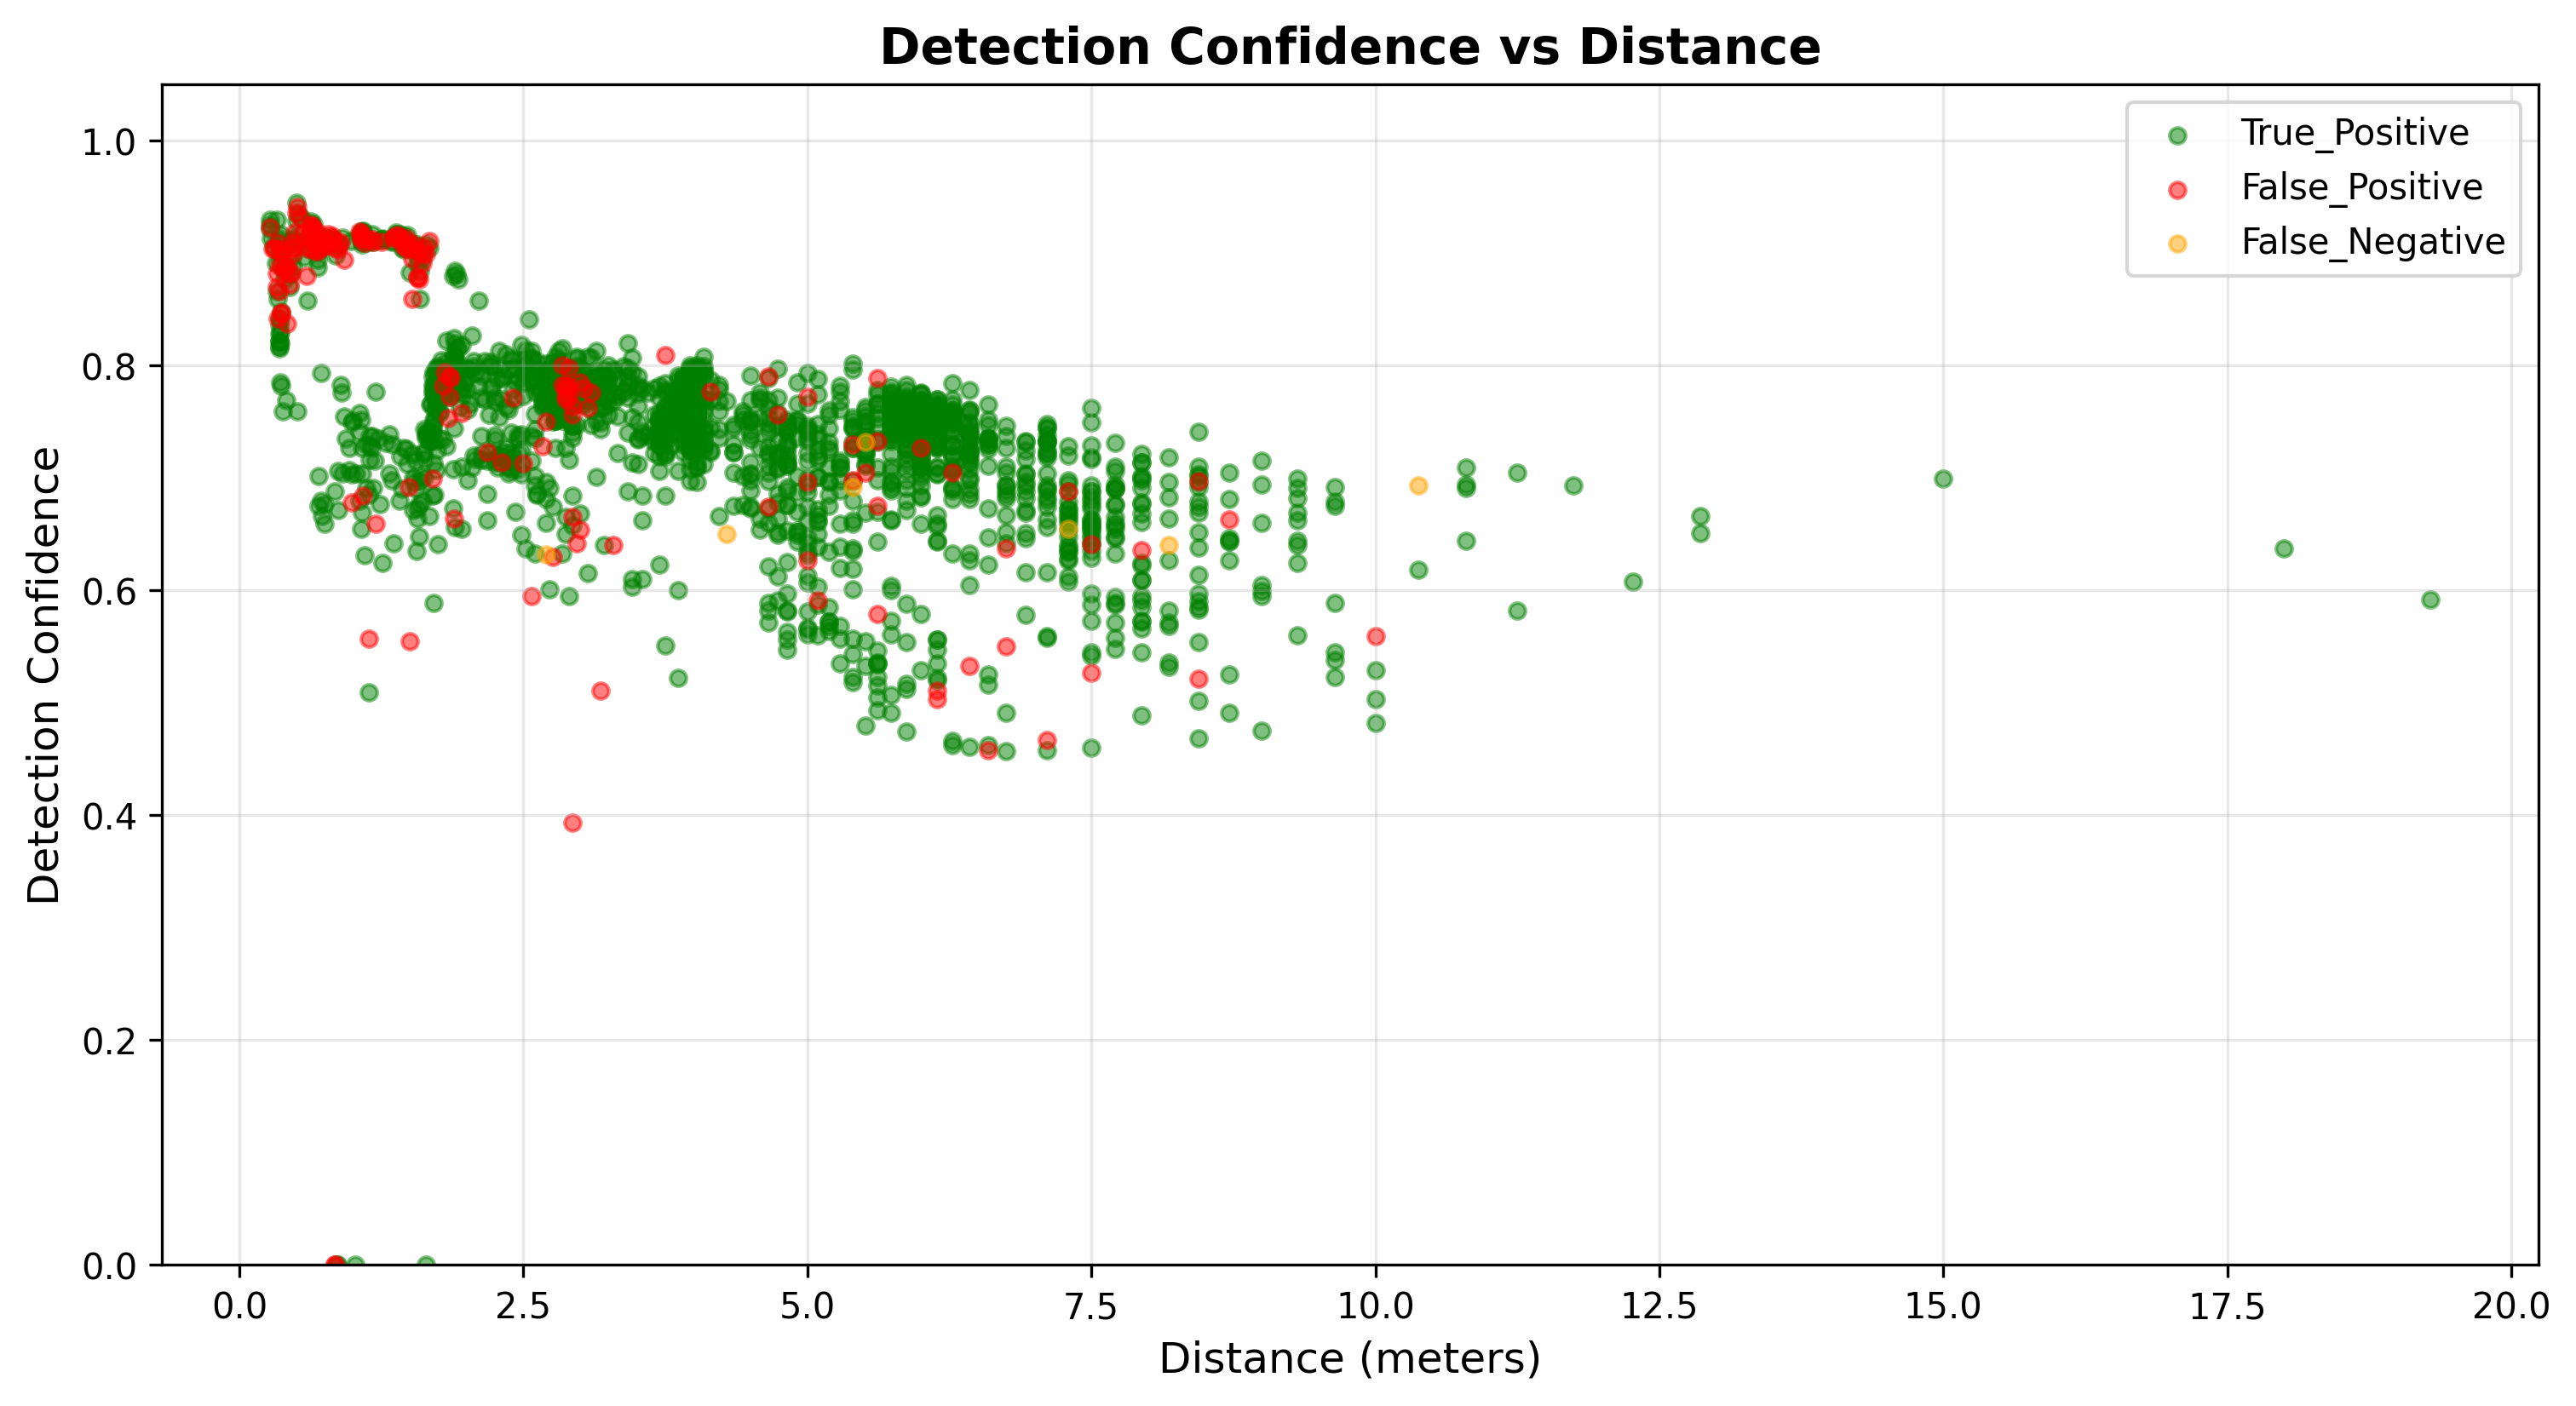 Detection Confidence vs Distance
True_Positive
False_Positive
False_Negative
Detection Confidence
1.0
0.8
0.6
0.4
0.2
0.0
0.0 2.5 5.0 7.5 10.0 12.5 15.0 17.5 20.0
Distance (meters)